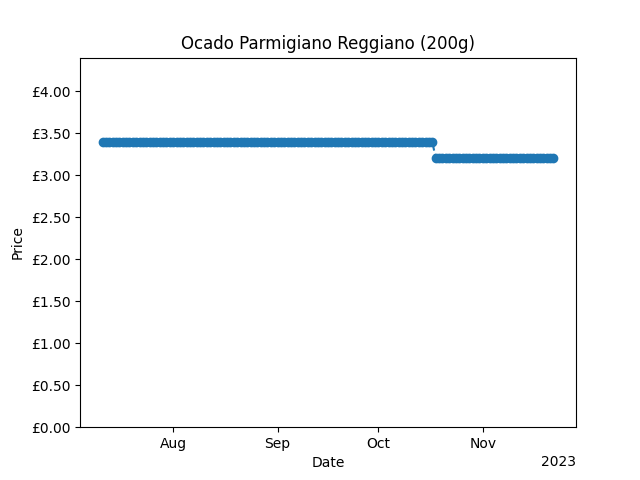 Ocado Parmigiano Reggiano (200g)
£4.00
£3.50
£3.00
£2.50
£2.00
£1.50
£1.00
£0.50
£0.00
Price
Aug Sep Oct Nov
Date
2023